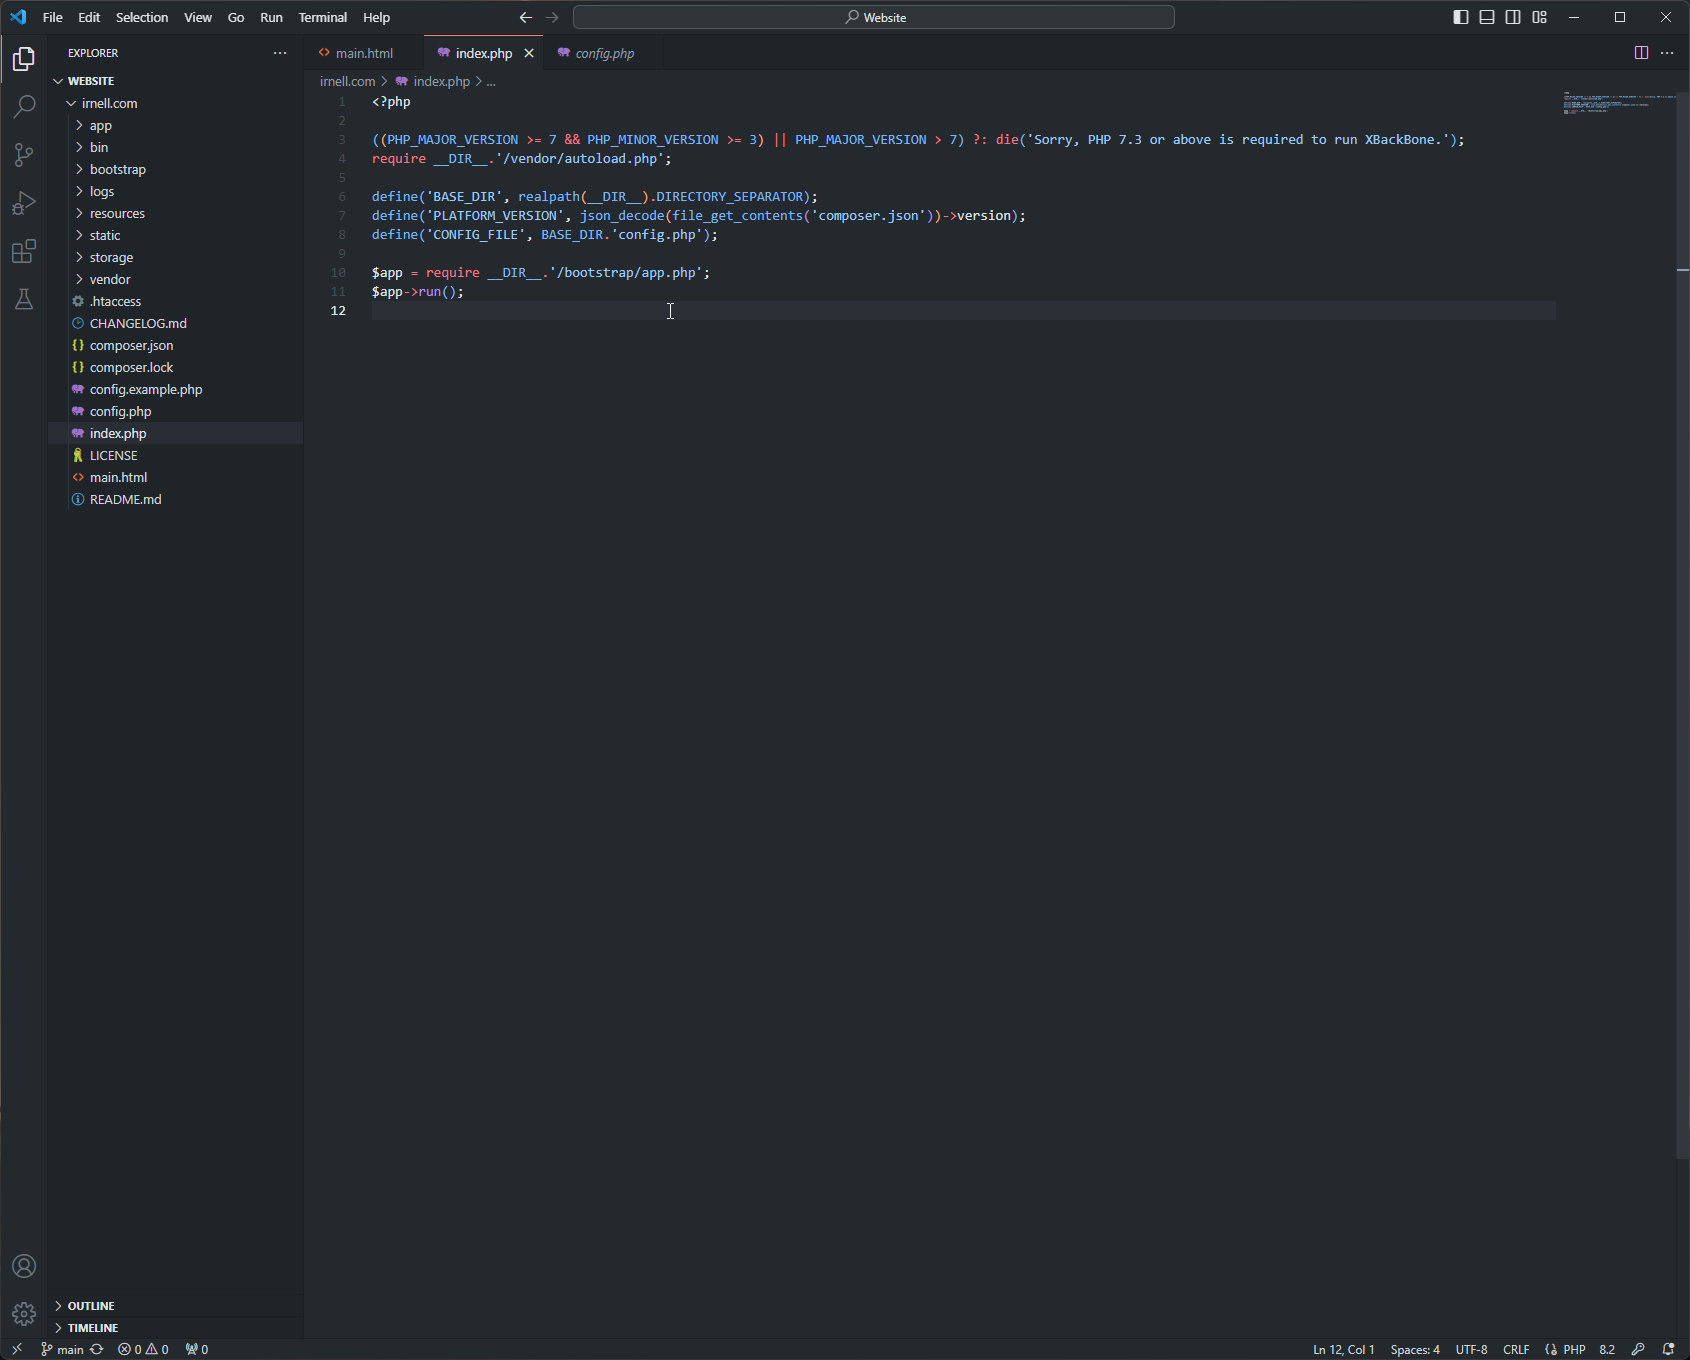 File Edit Selection View Go Run Terminal Help
Website
EXPLORER
WEBSITE
irnell.com
app
bin
bootstrap
logs
resources
static
storage
vendor
.htaccess
CHANGELOG.md
composer.json
composer.lock
config.example.php
config.php
index.php
LICENSE
main.html
README.md
OUTLINE
TIMELINE
main.html index.php config.php
irnell.com > index.php > ...
1 <?php
2
3 ((PHP_MAJOR_VERSION >= 7 && PHP_MINOR_VERSION >= 3) || PHP_MAJOR_VERSION > 7) ?: die('Sorry, PHP 7.3 or above is required to run XBackBone.');
4 require __DIR__.'/vendor/autoload.php';
5
6 define('BASE_DIR', realpath(__DIR__).DIRECTORY_SEPARATOR);
7 define('PLATFORM_VERSION', json_decode(file_get_contents('composer.json'))->version);
8 define('CONFIG_FILE', BASE_DIR.'config.php');
9
10 $app = require __DIR__.'/bootstrap/app.php';
11 $app->run();
12
main 0 0 0
Ln 12, Col 1 Spaces: 4 UTF-8 CRLF PHP 8.2